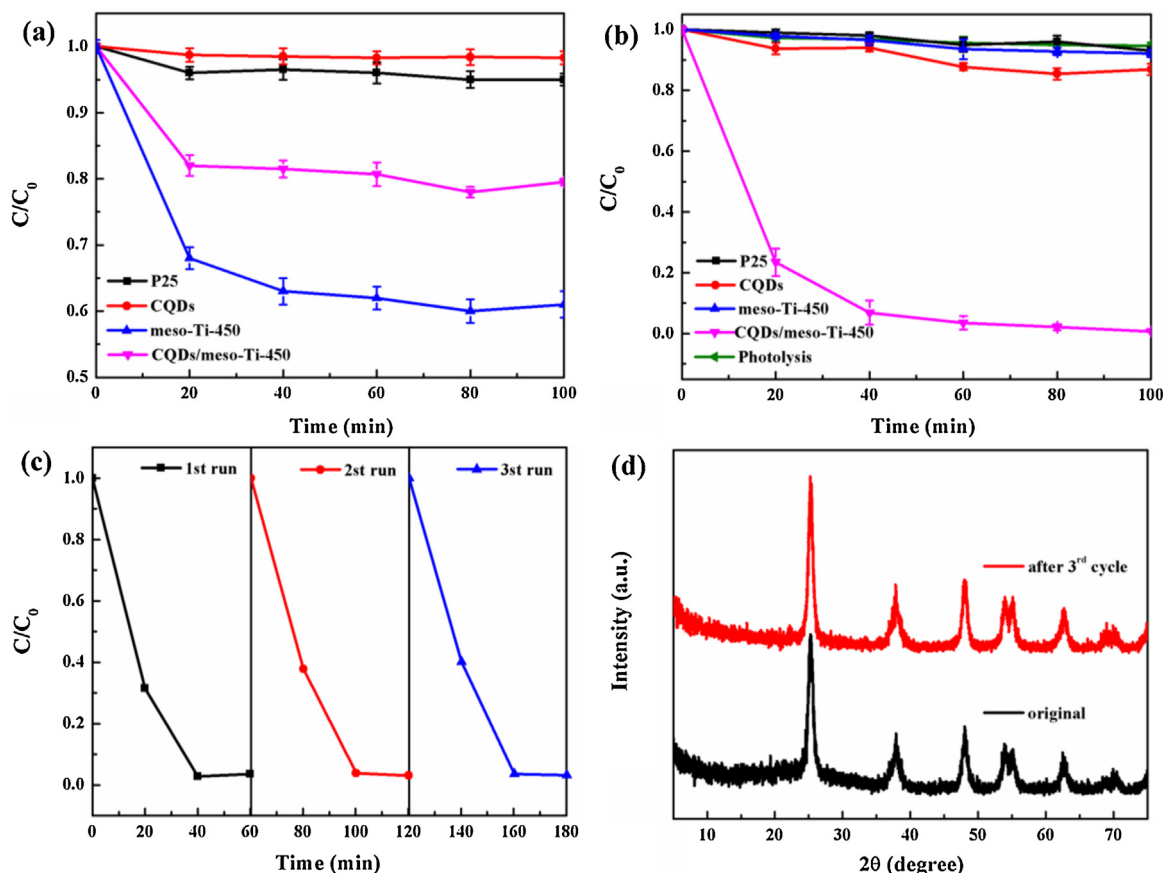 (a)
1.0
0.9
0.8
0.7
0.6
0.5
C/C0
P25
CQDs
meso-Ti-450
CQDs/meso-Ti-450
0 20 40 60 80 100
Time (min)
(b)
1.0
0.8
0.6
0.4
0.2
0.0
C/C0
P25
CQDs
meso-Ti-450
CQDs/meso-Ti-450
Photolysis
0 20 40 60 80 100
Time (min)
(c)
1st run 2st run 3st run
1.0
0.8
0.6
0.4
0.2
0.0
C/C0
0 20 40 60 80 100 120 140 160 180
Time (min)
(d)
after 3rd cycle
original
Intensity (a.u.)
10 20 30 40 50 60 70
2θ (degree)